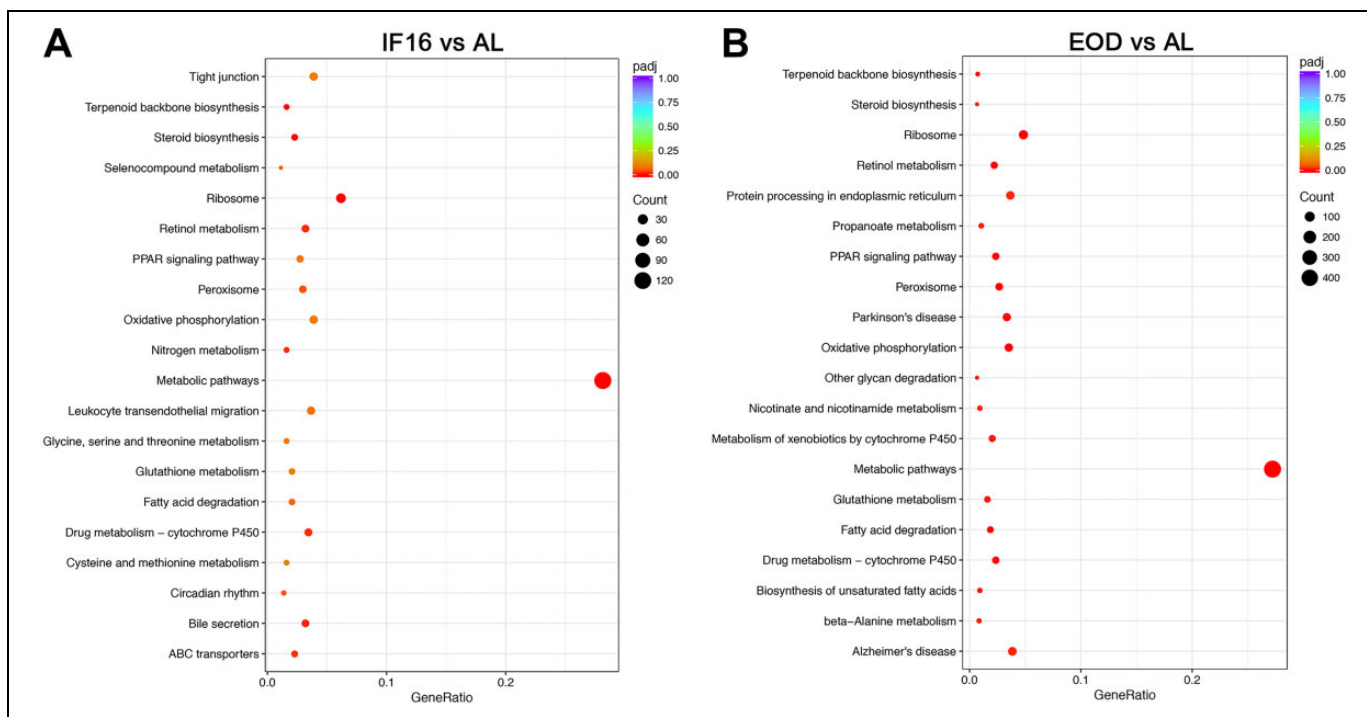 A
IF16 vs AL
Tight junction
Terpenoid backbone biosynthesis
Steroid biosynthesis
Selenocompound metabolism
Ribosome
Retinol metabolism
PPAR signaling pathway
Peroxisome
Oxidative phosphorylation
Nitrogen metabolism
Metabolic pathways
Leukocyte transendothelial migration
Glycine, serine and threonine metabolism
Glutathione metabolism
Fatty acid degradation
Drug metabolism − cytochrome P450
Cysteine and methionine metabolism
Circadian rhythm
Bile secretion
ABC transporters
0.0 0.1 0.2
GeneRatio
padj
1.00
0.75
0.50
0.25
0.00
Count
30
60
90
120
B
EOD vs AL
Terpenoid backbone biosynthesis
Steroid biosynthesis
Ribosome
Retinol metabolism
Protein processing in endoplasmic reticulum
Propanoate metabolism
PPAR signaling pathway
Peroxisome
Parkinson's disease
Oxidative phosphorylation
Other glycan degradation
Nicotinate and nicotinamide metabolism
Metabolism of xenobiotics by cytochrome P450
Metabolic pathways
Glutathione metabolism
Fatty acid degradation
Drug metabolism − cytochrome P450
Biosynthesis of unsaturated fatty acids
beta−Alanine metabolism
Alzheimer's disease
0.0 0.1 0.2
GeneRatio
padj
1.00
0.75
0.50
0.25
0.00
Count
100
200
300
400